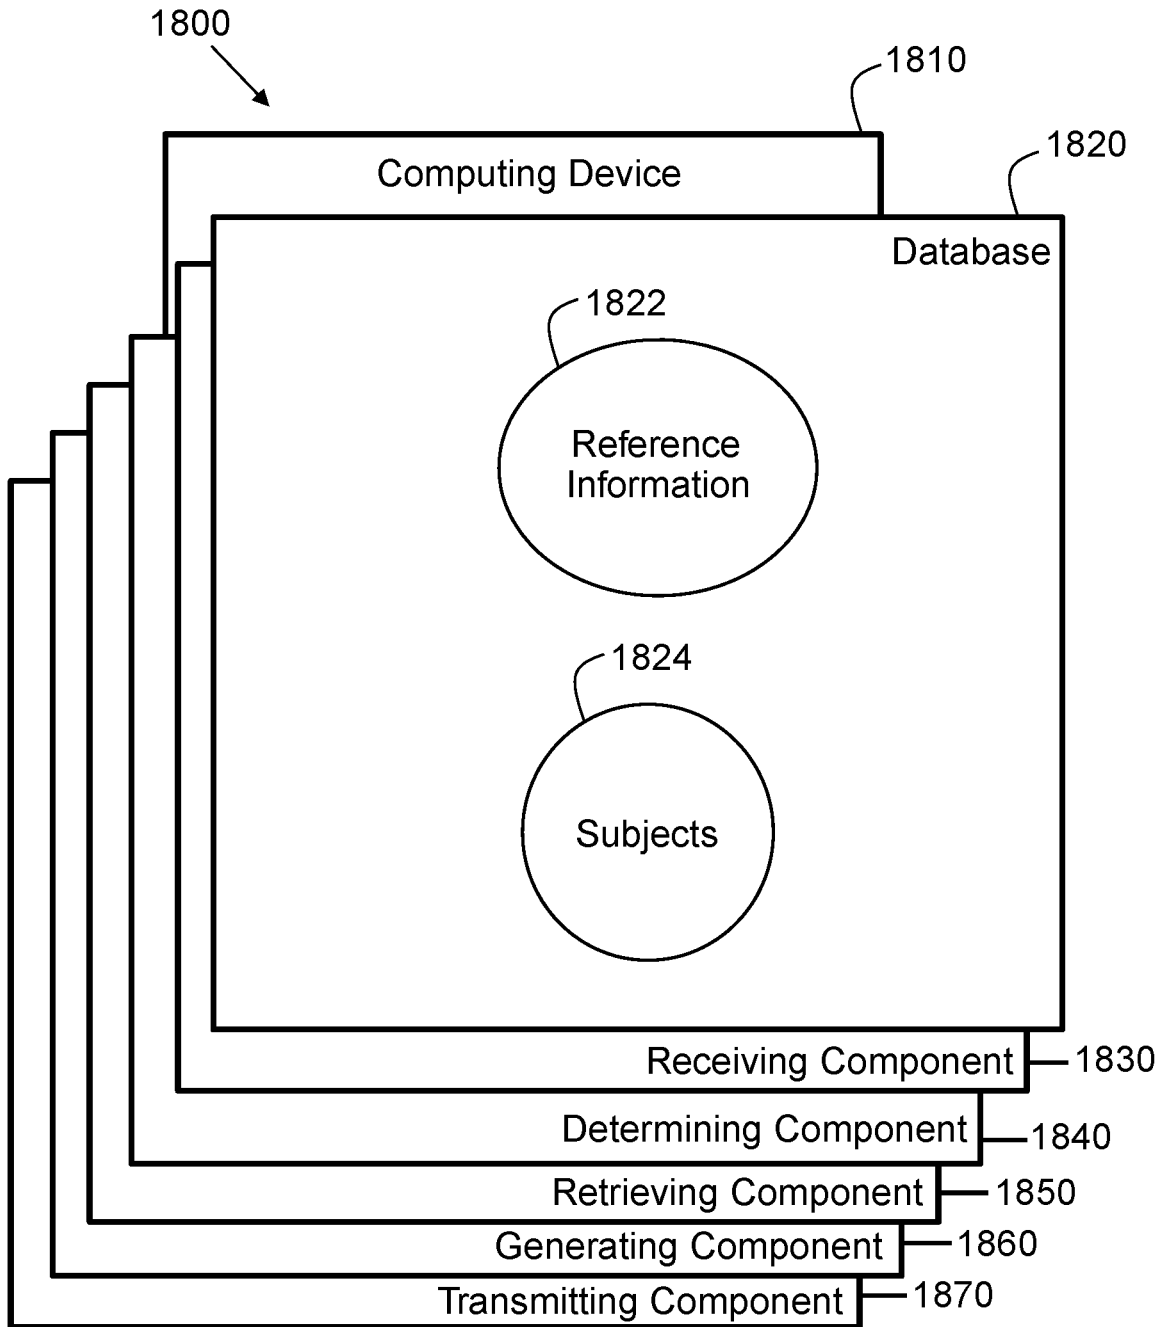 1800
1810
Computing Device
1820
Database
1822
Reference
Information
1824
Subjects
Receiving Component
1830
Determining Component
1840
Retrieving Component
1850
Generating Component
1860
Transmitting Component
1870